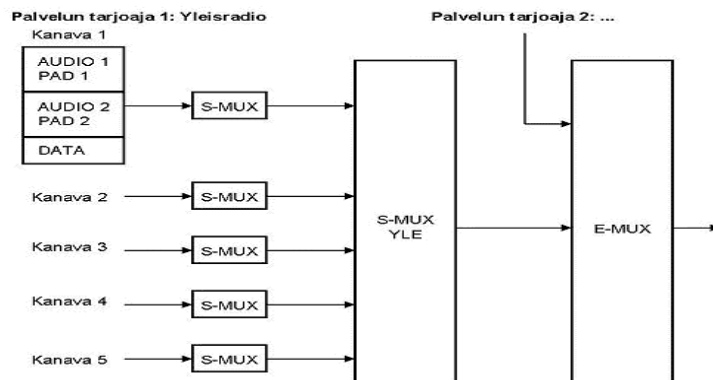 Palvelun tarjoaja 1: Yleisradio
Palvelun tarjoaja 2: ...
Kanava 1
AUDIO 1
PAD 1
AUDIO 2
PAD 2
DATA
S-MUX
Kanava 2
S-MUX
Kanava 3
S-MUX
Kanava 4
S-MUX
Kanava 5
S-MUX
S-MUX
YLE
E-MUX